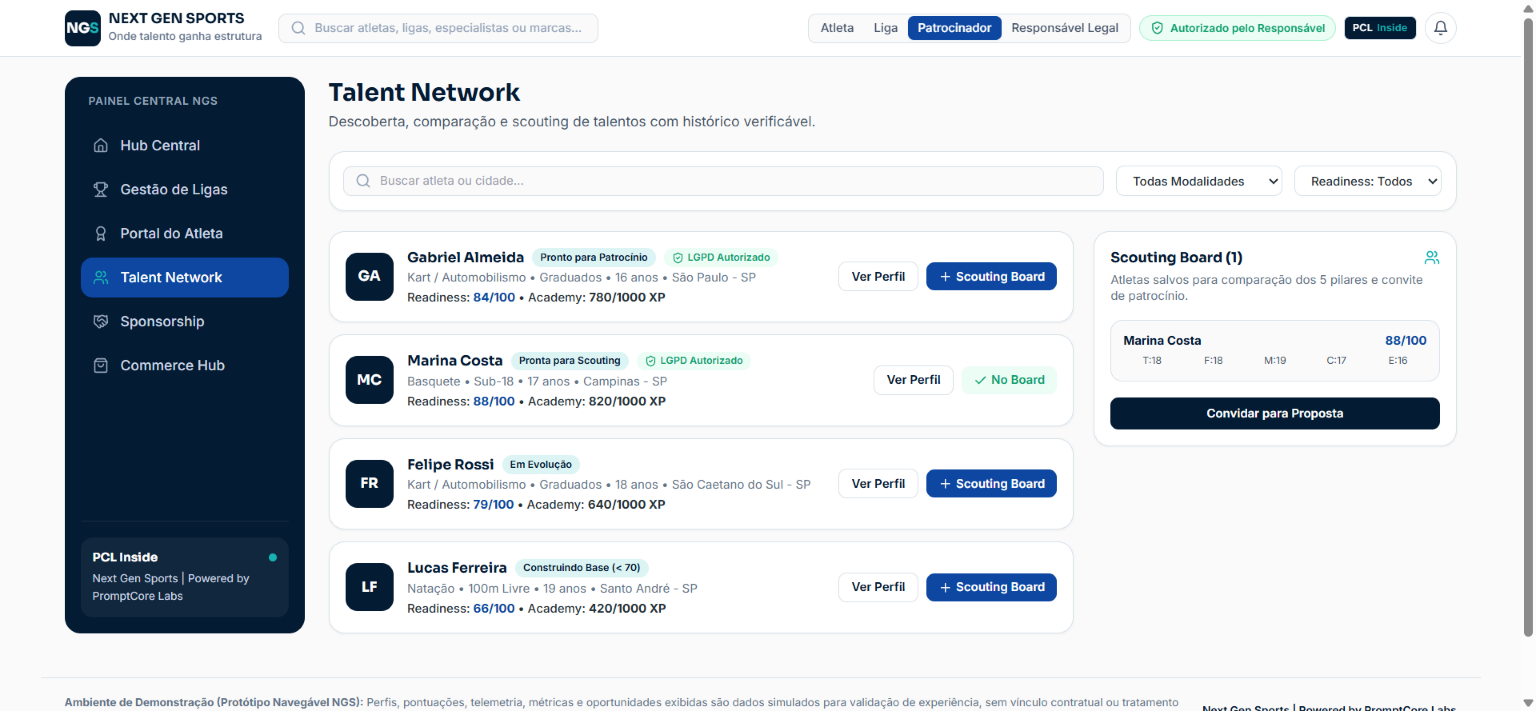 NGS
NEXT GEN SPORTS
Onde talento ganha estrutura
Buscar atletas, ligas, especialistas ou marcas...
Atleta
Liga
Patrocinador
Responsável Legal
Autorizado pelo Responsável
PCL Inside
PAINEL CENTRAL NGS
Hub Central
Gestão de Ligas
Portal do Atleta
Talent Network
Sponsorship
Commerce Hub
PCL Inside
Next Gen Sports | Powered by
PromptCore Labs
Talent Network
Descoberta, comparação e scouting de talentos com histórico verificável.
Buscar atleta ou cidade...
Todas Modalidades
Readiness: Todos
GA
Gabriel Almeida
Pronto para Patrocínio
LGPD Autorizado
Kart / Automobilismo • Graduados • 16 anos • São Paulo - SP
Readiness: 84/100 • Academy: 780/1000 XP
Ver Perfil
+ Scouting Board
MC
Marina Costa
Pronta para Scouting
LGPD Autorizado
Basquete • Sub-18 • 17 anos • Campinas - SP
Readiness: 88/100 • Academy: 820/1000 XP
Ver Perfil
No Board
FR
Felipe Rossi
Em Evolução
Kart / Automobilismo • Graduados • 18 anos • São Caetano do Sul - SP
Readiness: 79/100 • Academy: 640/1000 XP
Ver Perfil
+ Scouting Board
LF
Lucas Ferreira
Construindo Base (< 70)
Natação • 100m Livre • 19 anos • Santo André - SP
Readiness: 66/100 • Academy: 420/1000 XP
Ver Perfil
+ Scouting Board
Scouting Board (1)
Atletas salvos para comparação dos 5 pilares e convite
de patrocínio.
Marina Costa
88/100
T:18 F:18 M:19 C:17 E:16
Convidar para Proposta
Ambiente de Demonstração (Protótipo Navegável NGS): Perfis, pontuações, telemetria, métricas e oportunidades exibidas são dados simulados para validação de experiência, sem vínculo contratual ou tratamento
Next Gen Sports | Powered by PromptCore Labs